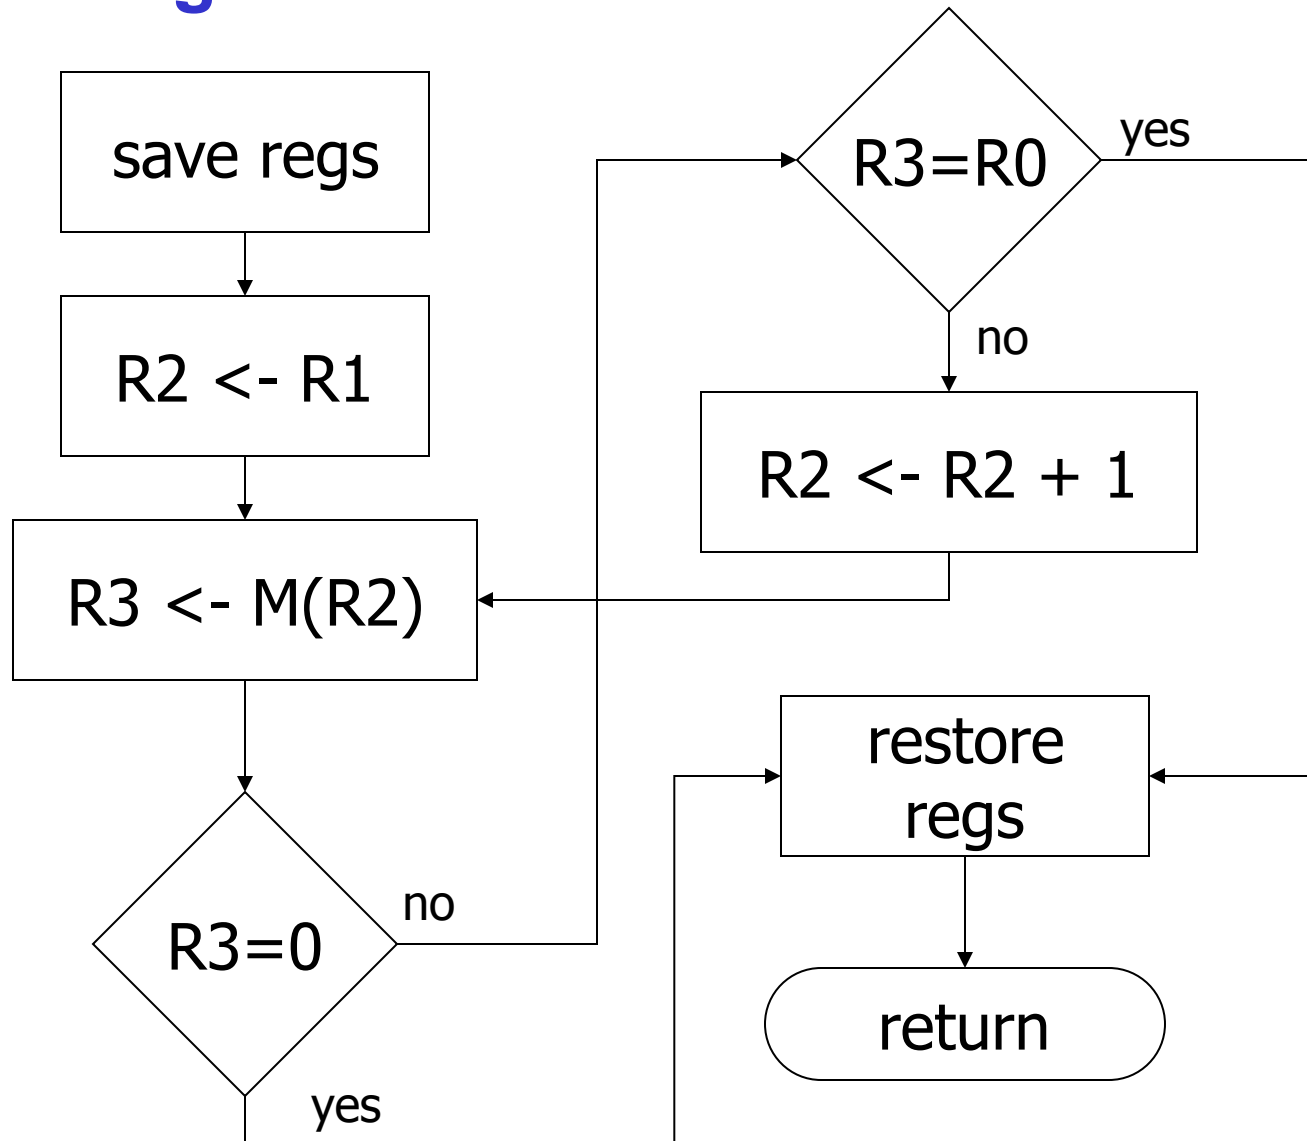 save regs
R2 <- R1
R3 <- M(R2)
R3=0
no
yes
R3=R0
yes
no
R2 <- R2 + 1
restore
regs
return